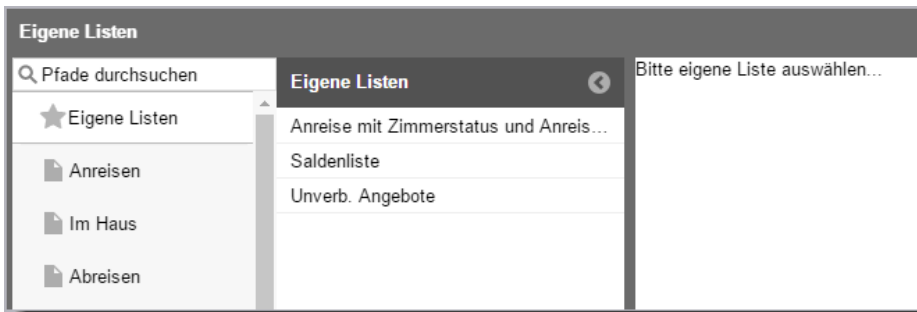 Eigene Listen
Pfade durchsuchen
Eigene Listen
Anreisen
Im Haus
Abreisen
Eigene Listen
Anreise mit Zimmerstatus und Anreis...
Saldenliste
Unverb. Angebote
Bitte eigene Liste auswählen...